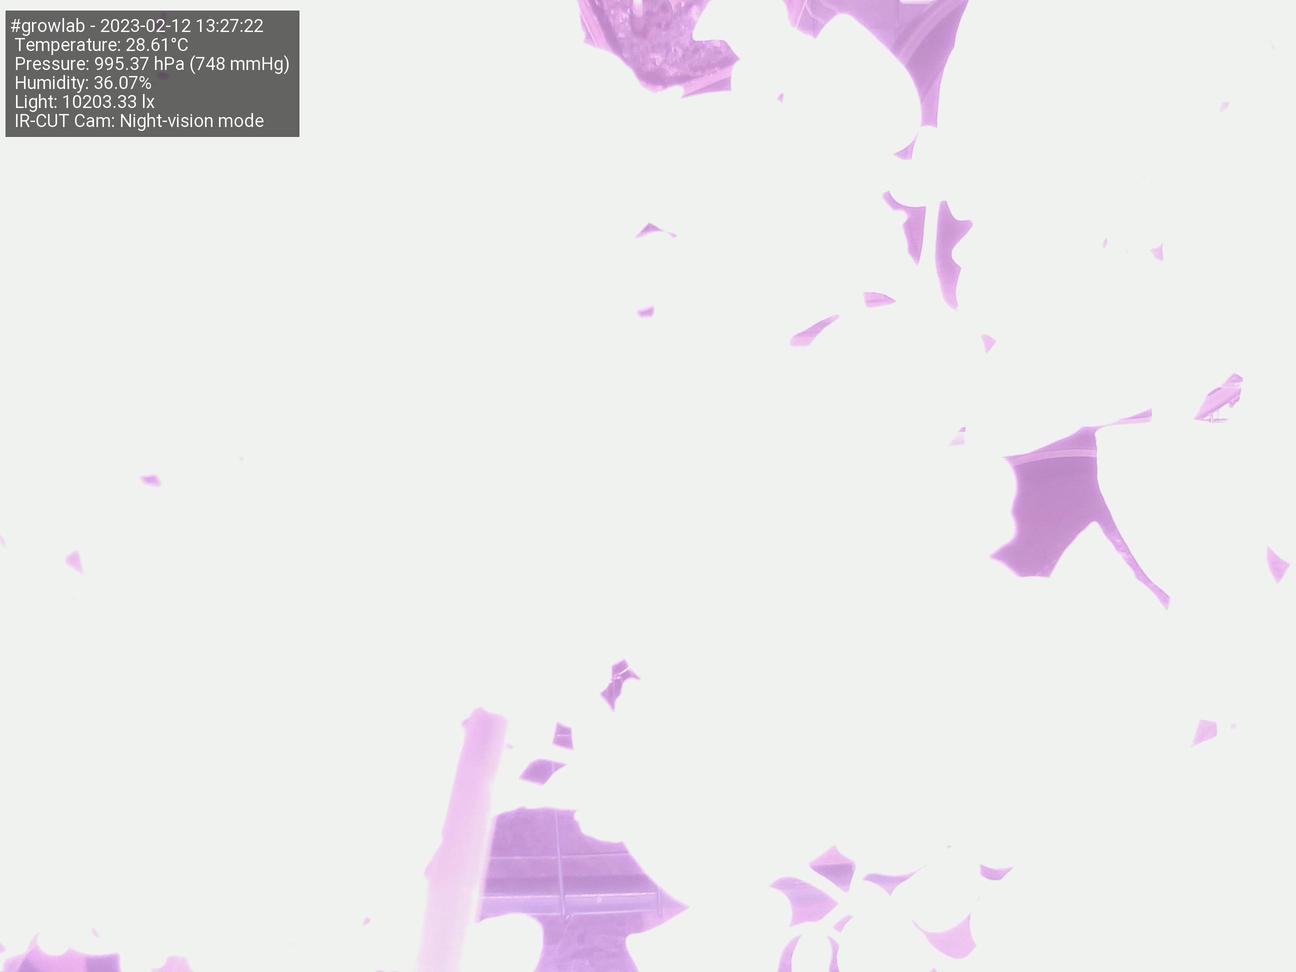 #growlab - 2023-02-12 13:27:22
Temperature: 28.61°C
Pressure: 995.37 hPa (748 mmHg)
Humidity: 36.07%
Light: 10203.33 lx
IR-CUT Cam: Night-vision mode